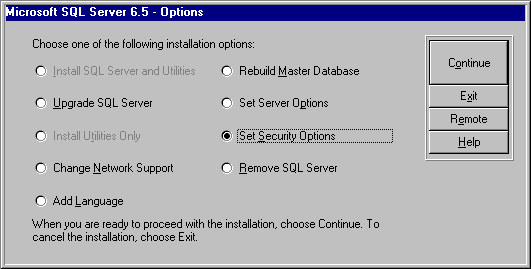 Microsoft SQL Server 6.5 - Options
Choose one of the following installation options:
Install SQL Server and Utilities
Rebuild Master Database
Upgrade SQL Server
Set Server Options
Install Utilities Only
Set Security Options
Change Network Support
Remove SQL Server
Add Language
When you are ready to proceed with the installation, choose Continue. To
cancel the installation, choose Exit.
Continue
Exit
Remote
Help